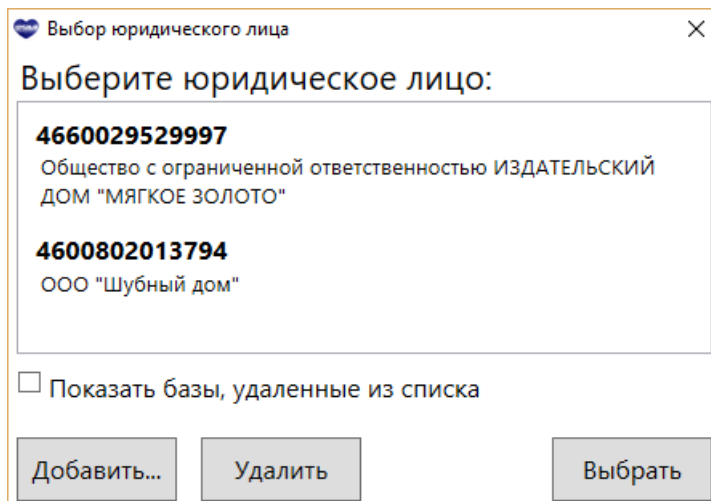 Выбор юридического лица
Выберите юридическое лицо:
4660029529997
Общество с ограниченной ответственностью ИЗДАТЕЛЬСКИЙ
ДОМ "МЯГКОЕ ЗОЛОТО"
4600802013794
ООО "Шубный дом"
Показать базы, удаленные из списка
Добавить... Удалить Выбрать